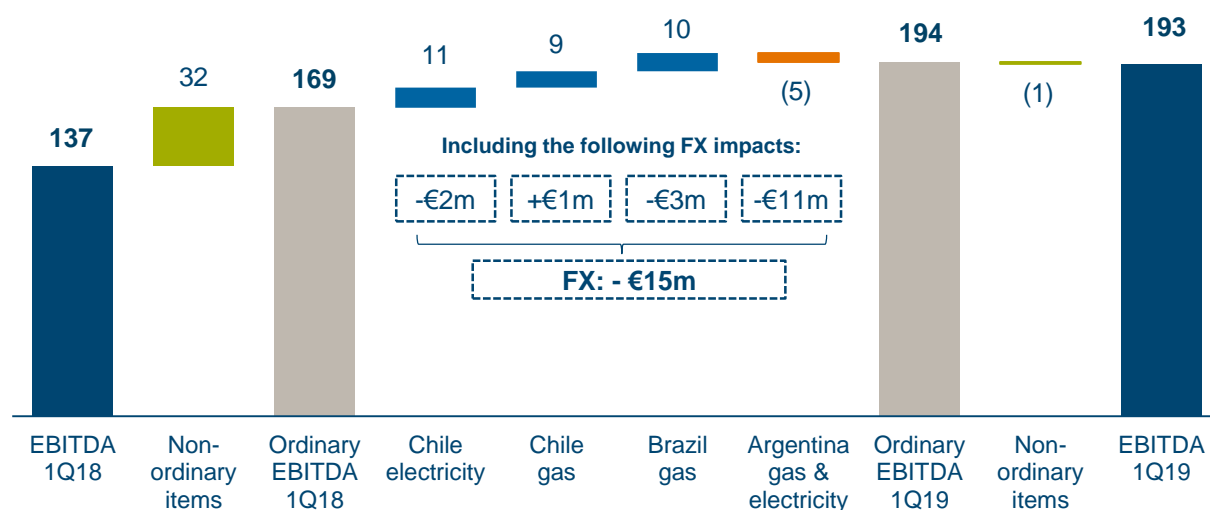 137
32
169
11
9
10
(5)
194
(1)
193
Including the following FX impacts:
-€2m
+€1m
-€3m
-€11m
FX: - €15m
EBITDA
1Q18
Non-
ordinary
items
Ordinary
EBITDA
1Q18
Chile
electricity
Chile
gas
Brazil
gas
Argentina
gas &
electricity
Ordinary
EBITDA
1Q19
Non-
ordinary
items
EBITDA
1Q19